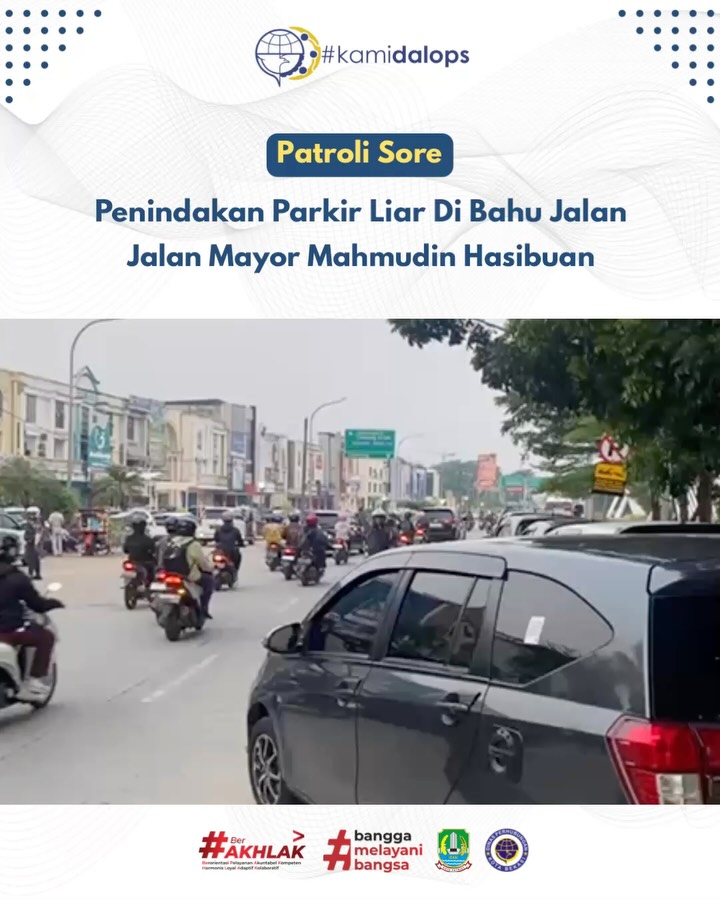 #kamidalops
Patroli Sore
Penindakan Parkir Liar Di Bahu Jalan
Jalan Mayor Mahmudin Hasibuan
#BerAKHLAK
Berorientasi Pelayanan Akuntabel Kompeten
Harmonis Loyal Adaptif Kolaboratif
#bangga
melayani
bangsa